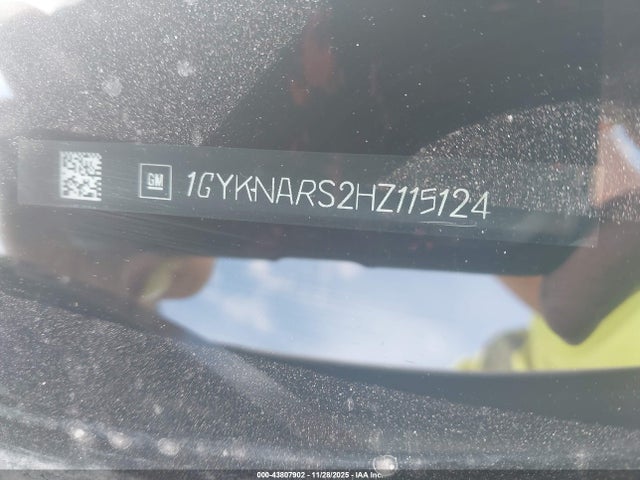 GM 1GYKNARS2HZ115124
000-43807902 - 11/28/2025 - IAA Inc.